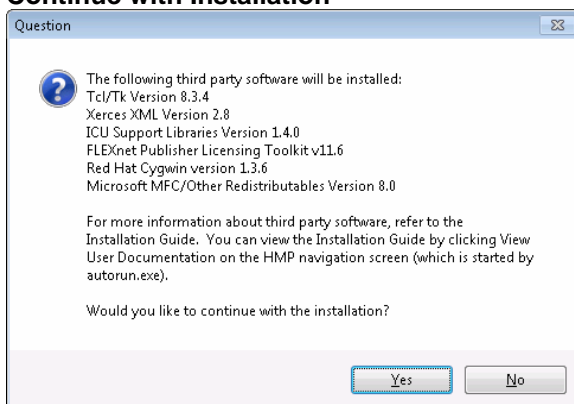 Continue with Installation
Question
The following third party software will be installed:
Tcl/Tk Version 8.3.4
Xerces XML Version 2.8
ICU Support Libraries Version 1.4.0
FLEXnet Publisher Licensing Toolkit v11.6
Red Hat Cygwin version 1.3.6
Microsoft MFC/Other Redistributables Version 8.0
For more information about third party software, refer to the
Installation Guide.  You can view the Installation Guide by clicking View
User Documentation on the HMP navigation screen (which is started by
autorun.exe).
Would you like to continue with the installation?
Yes
No